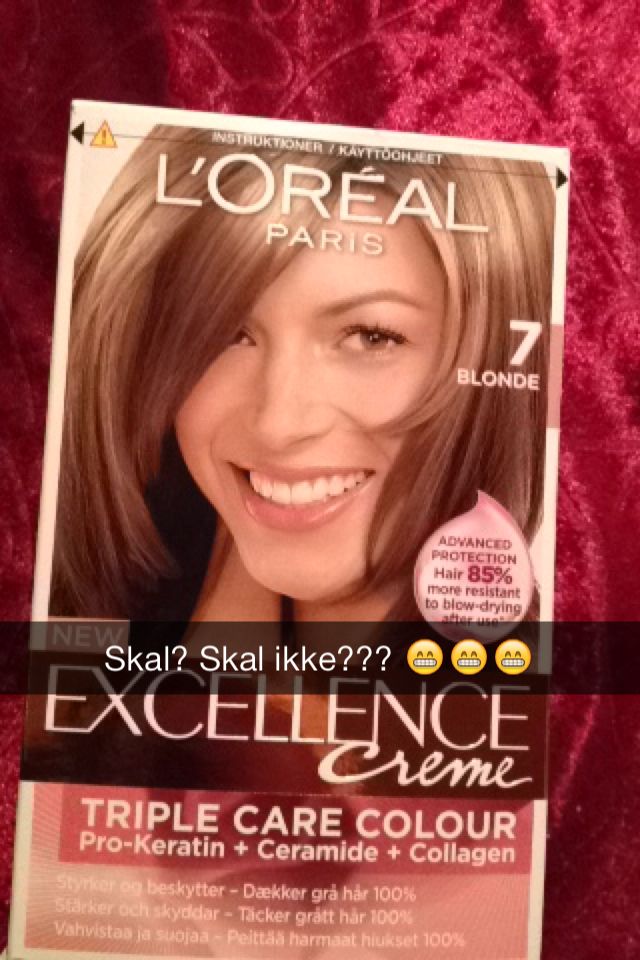 INSTRUKTIONER / KÄYTTÖOHJEET
L'ORÉAL
PARIS
7
BLONDE
ADVANCED
PROTECTION
Hair 85%
more resistant
to blow-drying
after use*
NEW
Skal? Skal ikke??? 😁😁😁
EXCELLENCE
Creme
TRIPLE CARE COLOUR
Pro-Keratin + Ceramide + Collagen
Styrker og beskytter – Dækker grå hår 100%
Stärker och skyddar – Täcker grått hår 100%
Vahvistaa ja suojaa – Peittää harmaat hiukset 100%